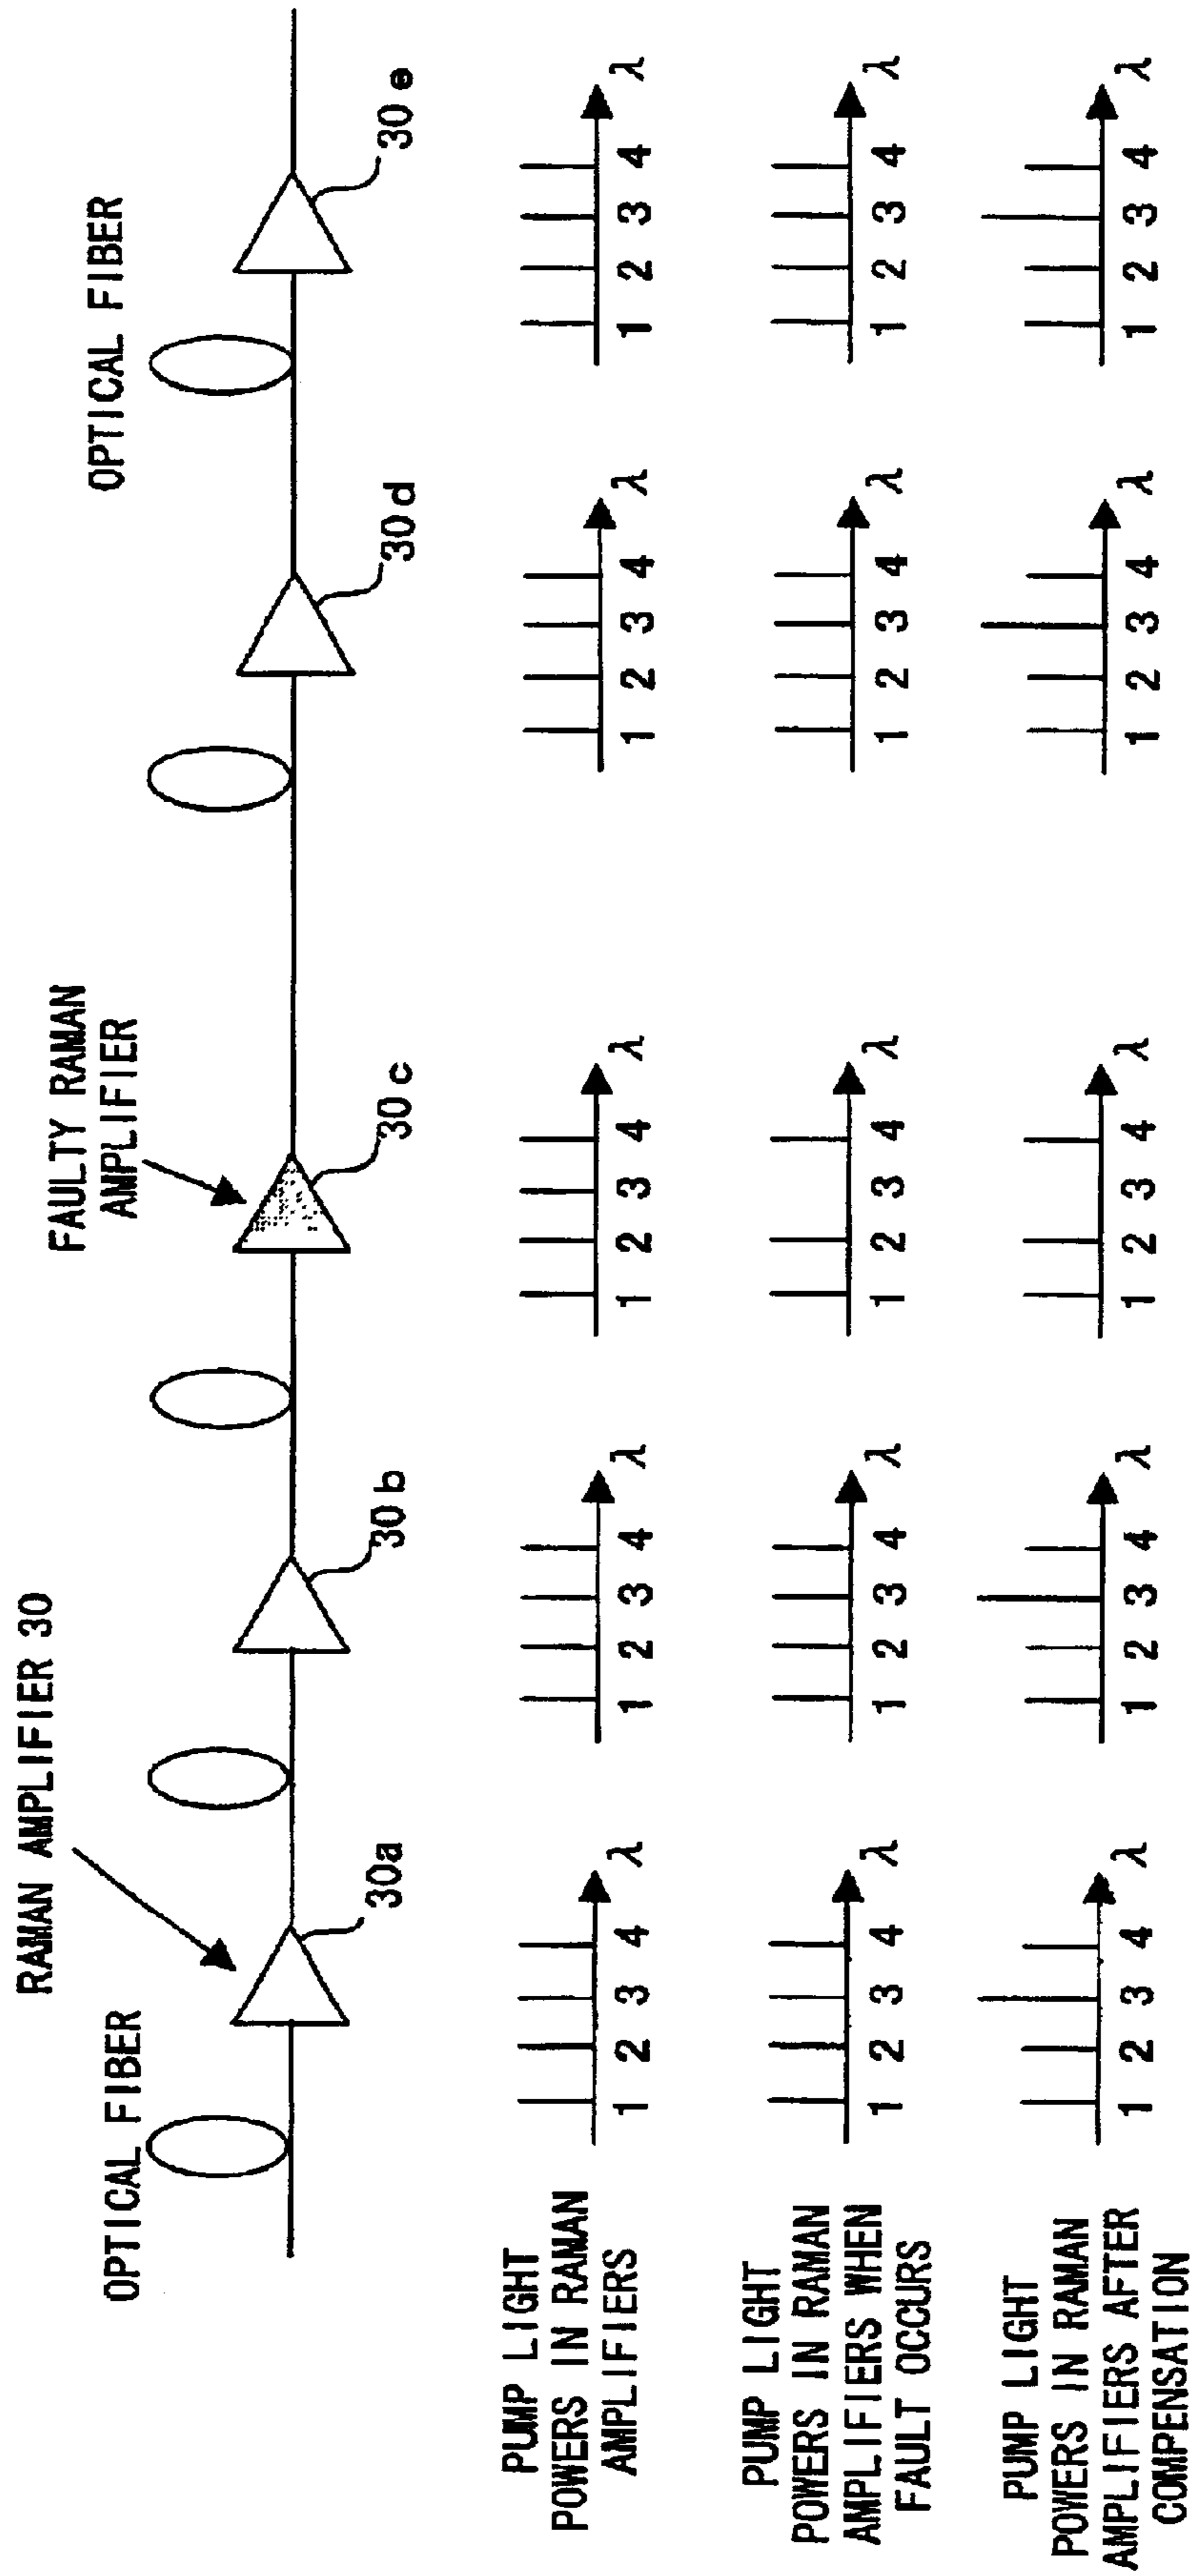 RAMAN AMPLIFIER 30
FAULTY RAMAN
AMPLIFIER
OPTICAL FIBER
OPTICAL FIBER
30a
30b
30c
30d
30e
PUMP LIGHT
POWERS IN RAMAN
AMPLIFIERS
1 2 3 4 λ
1 2 3 4 λ
1 2 3 4 λ
1 2 3 4 λ
1 2 3 4 λ
PUMP LIGHT
POWERS IN RAMAN
AMPLIFIERS WHEN
FAULT OCCURS
1 2 3 4 λ
1 2 3 4 λ
1 2 3 4 λ
1 2 3 4 λ
1 2 3 4 λ
PUMP LIGHT
POWERS IN RAMAN
AMPLIFIERS AFTER
COMPENSATION
1 2 3 4 λ
1 2 3 4 λ
1 2 3 4 λ
1 2 3 4 λ
1 2 3 4 λ